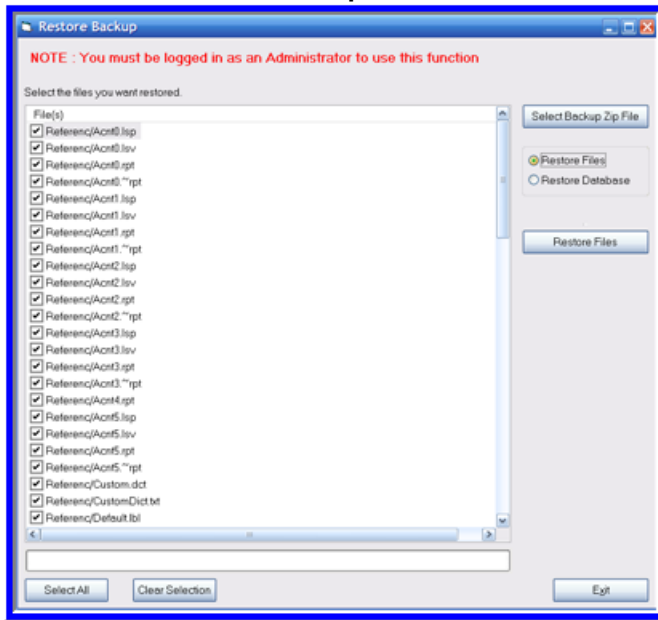 Restore Backup
NOTE : You must be logged in as an Administrator to use this function
Select the files you want restored.
File(s)
Referenc/Acnt0.lsp
Referenc/Acnt0.lsv
Referenc/Acnt0.rpt
Referenc/Acnt0.~rpt
Referenc/Acnt1.lsp
Referenc/Acnt1.lsv
Referenc/Acnt1.rpt
Referenc/Acnt1.~rpt
Referenc/Acnt2.lsp
Referenc/Acnt2.lsv
Referenc/Acnt2.rpt
Referenc/Acnt2.~rpt
Referenc/Acnt3.lsp
Referenc/Acnt3.lsv
Referenc/Acnt3.rpt
Referenc/Acnt3.~rpt
Referenc/Acnt4.rpt
Referenc/Acnt5.lsp
Referenc/Acnt5.lsv
Referenc/Acnt5.rpt
Referenc/Acnt5.~rpt
Referenc/Custom.dct
Referenc/CustomDict.txt
Referenc/Default.lbl
Select Backup Zip File
Restore Files
Restore Database
Restore Files
Select All
Clear Selection
Exit